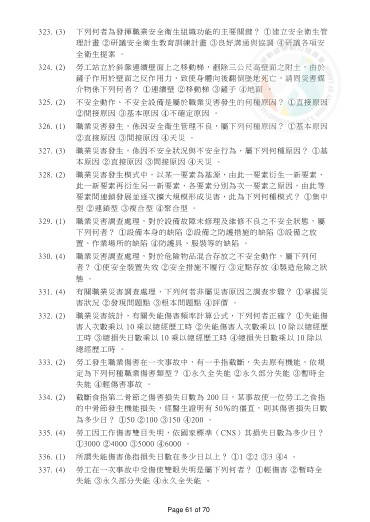 323. (3) 下列何者為發揮職業安全衛生組織功能的主要關鍵？ ①建立安全衛生管
理計畫 ②研議安全衛生教育訓練計畫 ③良好溝通與協調 ④研議各項安
全衛生提案 。
324. (2) 勞工站立於斜靠連續壁面上之移動梯，剷除三公尺高壁面之附土，由於
鏟子作用於壁面之反作用力，致使身體向後翻倒墜地死亡。請問災害媒
介物係下列何者？ ①連續壁 ②移動梯 ③鏟子 ④地面 。
325. (2) 不安全動作、不安全設備是屬於職業災害發生的何種原因？ ①直接原因
②間接原因 ③基本原因 ④不確定原因 。
326. (1) 職業災害發生，係因安全衛生管理不良，屬下列何種原因？ ①基本原因
②直接原因 ③間接原因 ④天災 。
327. (3) 職業災害發生，係因不安全狀況與不安全行為，屬下列何種原因？ ①基
本原因 ②直接原因 ③間接原因 ④天災 。
328. (2) 職業災害發生模式中，以某一要素為基源，由此一要素衍生一新要素，
此一新要素再衍生另一新要素，各要素分別為次一要素之原因，由此等
要素間連鎖發展並逐次擴大規模形成災害，此為下列何種模式？ ①集中
型 ②連鎖型 ③複合型 ④聚合型 。
329. (1) 職業災害調查處理，對於設備故障未修理及維修不良之不安全狀態，屬
下列何者？ ①設備本身的缺陷 ②設備之防護措施的缺陷 ③設備之放
置、作業場所的缺陷 ④防護具、服裝等的缺陷 。
330. (4) 職業災害調查處理，對於危險物品混合存放之不安全動作，屬下列何
者？ ①使安全裝置失效 ②安全措施不履行 ③定點存放 ④製造危險之狀
態 。
331. (4) 有關職業災害調查處理，下列何者非屬災害原因之調查步驟？ ①掌握災
害狀況 ②發現問題點 ③根本問題點 ④評價 。
332. (2) 職業災害統計，有關失能傷害頻率計算公式，下列何者正確？ ①失能傷
害人次數乘以 10 乘以總經歷工時 ②失能傷害人次數乘以 10 除以總經歷
工時 ③總損失日數乘以 10 乘以總經歷工時 ④總損失日數乘以 10 除以
總經歷工時 。
333. (2) 勞工發生職業傷害在一次事故中，有一手指截斷，失去原有機能，依規
定為下列何種職業傷害類型？ ①永久全失能 ②永久部分失能 ③暫時全
失能 ④輕傷害事故 。
334. (2) 截斷食指第二骨節之傷害損失日數為 200 日，某事故使一位勞工之食指
的中骨節發生機能損失，經醫生證明有 50%的僵直，則其傷害損失日數
為多少日？ ①50 ②100 ③150 ④200 。
335. (4) 勞工因工作傷害雙目失明，依國家標準（CNS）其損失日數為多少日？
①3000 ②4000 ③5000 ④6000 。
336. (1) 所謂失能傷害係指損失日數在多少日以上？ ①1 ②2 ③3 ④4 。
337. (4) 勞工在一次事故中受傷使雙眼失明是屬下列何者？ ①輕傷害 ②暫時全
失能 ③永久部分失能 ④永久全失能 。
Page 61 of 70